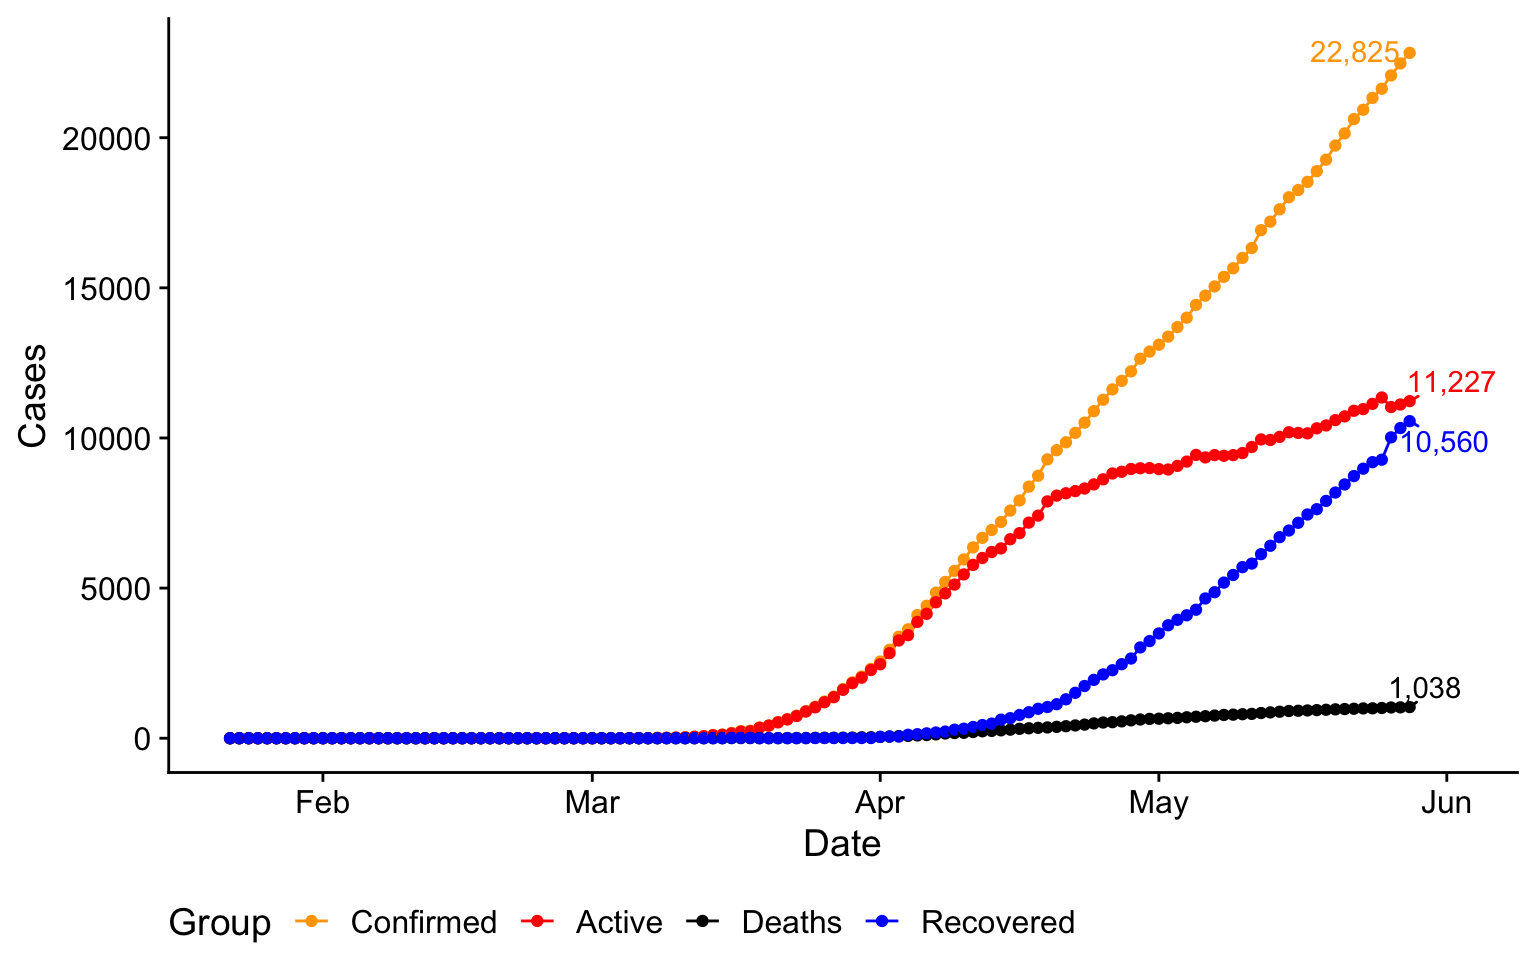 22,825
20000
15000
11,227
10000
10,560
5000
1,038
0
Cases
Feb Mar Apr May Jun
Date
Group Confirmed Active Deaths Recovered